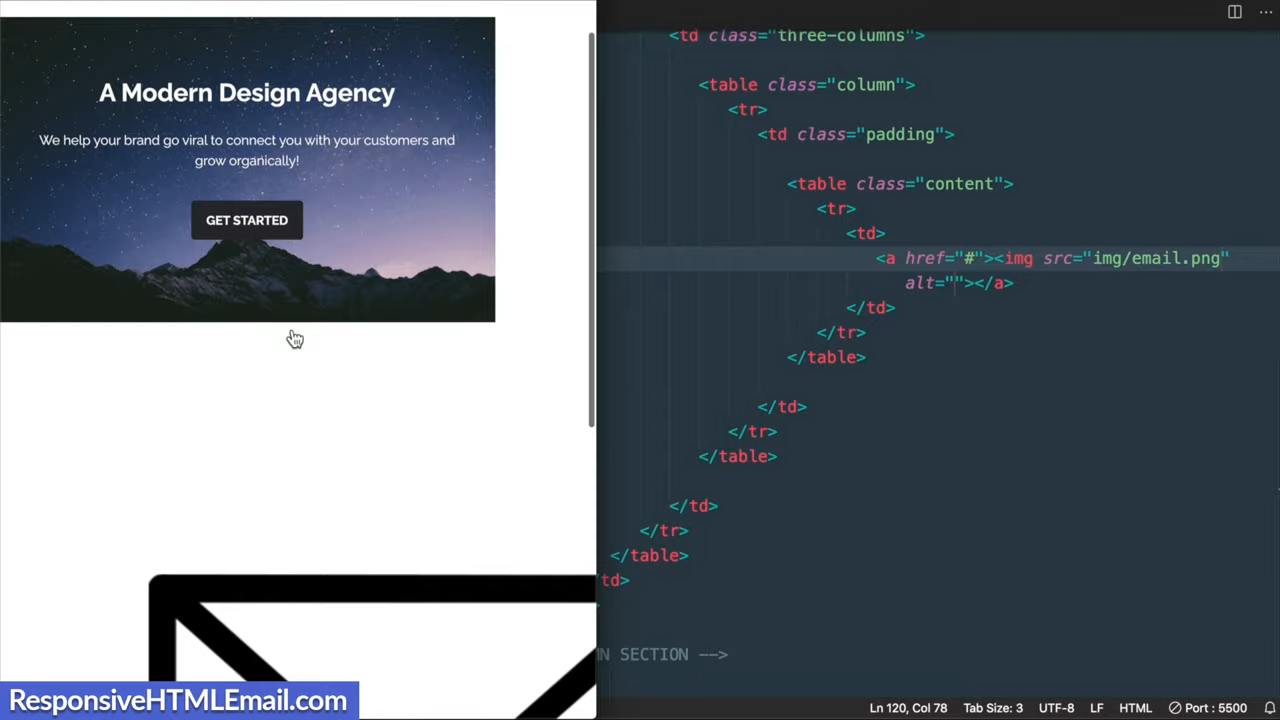 A Modern Design Agency
We help your brand go viral to connect you with your customers and
grow organically!
GET STARTED
ResponsiveHTMLEmail.com
<td class="three-columns">
<table class="column">
<tr>
<td class="padding">
<table class="content">
<tr>
<td>
<a href="#"><img src="img/email.png"
alt=""></a>
</td>
</tr>
</table>
</td>
</tr>
</table>
</td>
</tr>
</table>
td>
>
N SECTION -->
Ln 120, Col 78 Tab Size: 3 UTF-8 LF HTML Port : 5500